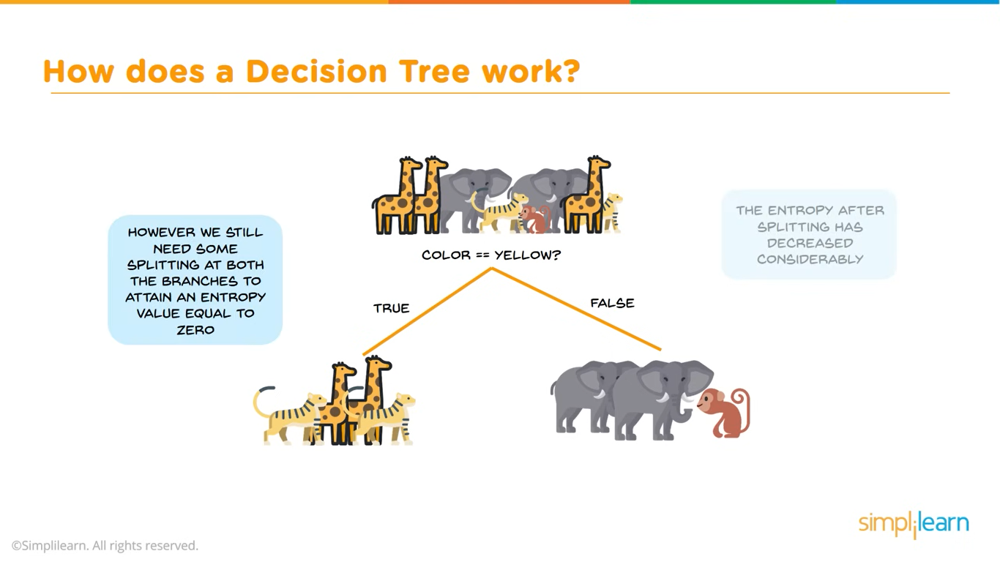 How does a Decision Tree work?
HOWEVER WE STILL
NEED SOME
SPLITTING AT BOTH
THE BRANCHES TO
ATTAIN AN ENTROPY
VALUE EQUAL TO
ZERO
THE ENTROPY AFTER
SPLITTING HAS
DECREASED
CONSIDERABLY
COLOR == YELLOW?
TRUE
FALSE
simplilearn
©Simplilearn. All rights reserved.